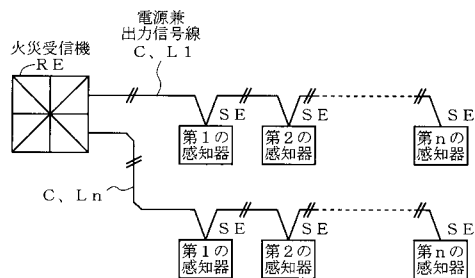 電源兼
出力信号線
C、L1
火災受信機
RE
SE
SE
SE
第1の
感知器
第2の
感知器
第nの
感知器
C、Ln
SE
SE
SE
第1の
感知器
第2の
感知器
第nの
感知器